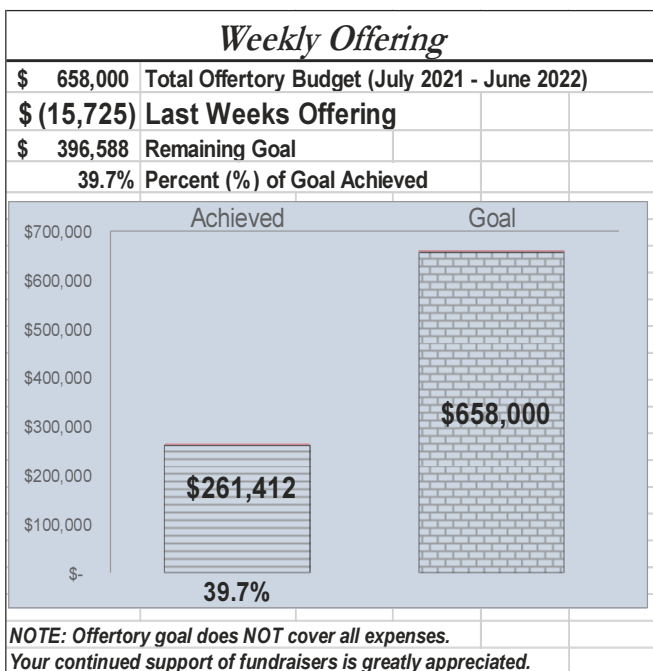 Weekly Offering
$ 658,000 Total Offertory Budget (July 2021 - June 2022)
$ (15,725) Last Weeks Offering
$ 396,588 Remaining Goal
39.7% Percent (%) of Goal Achieved
Achieved Goal
$700,000
$600,000
$500,000
$400,000
$300,000
$200,000
$100,000
$-
$658,000
$261,412
39.7%
NOTE: Offertory goal does NOT cover all expenses.
Your continued support of fundraisers is greatly appreciated.